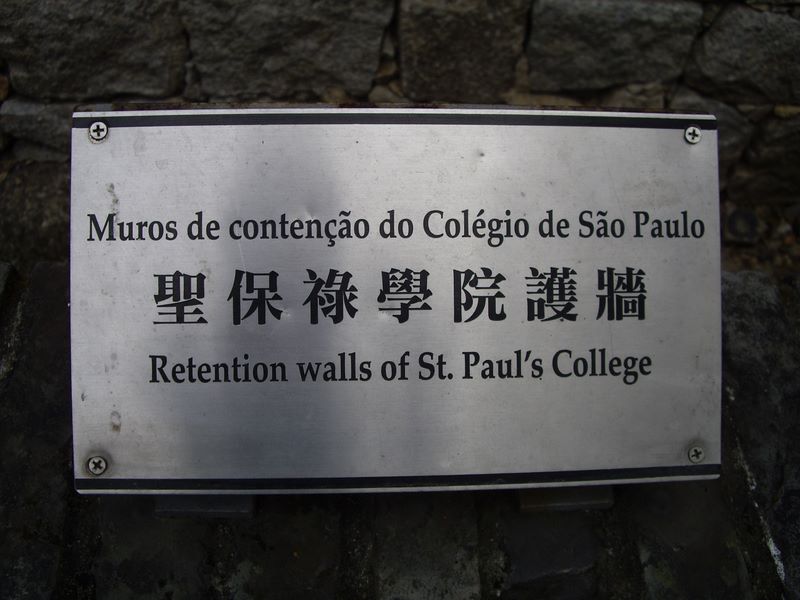 Muros de contenção do Colégio de São Paulo
聖保祿學院護牆
Retention walls of St. Paul's College